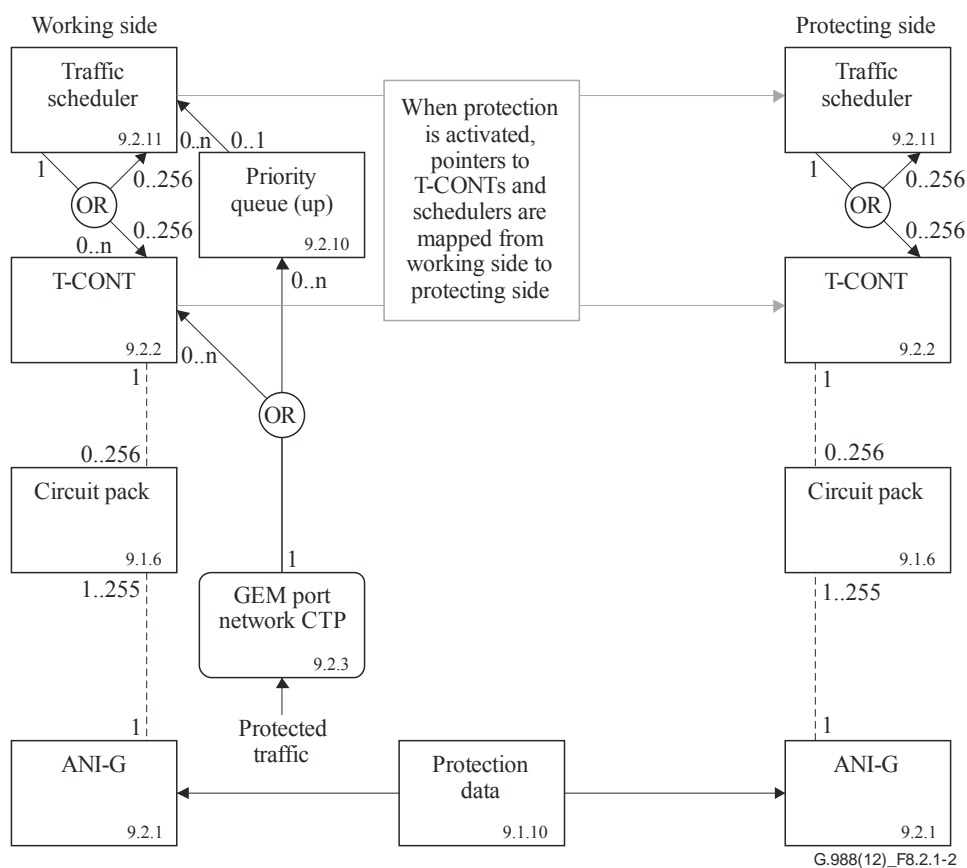 Working side
Protecting side
Traffic
scheduler
9.2.11
When protection
is activated,
pointers to
T-CONTs and
schedulers are
mapped from
working side to
protecting side
Traffic
scheduler
9.2.11
0..n
0..1
1
OR
0..256
0..256
0..n
Priority
queue (up)
9.2.10
1
OR
0..256
0..256
T-CONT
9.2.2
0..n
0..n
T-CONT
9.2.2
1
OR
1
0..256
0..256
Circuit pack
9.1.6
Circuit pack
9.1.6
1..255
1
1..255
GEM port
network CTP
9.2.3
Protected
traffic
1
1
ANI-G
9.2.1
Protection
data
9.1.10
ANI-G
9.2.1
G.988(12)_F8.2.1-2